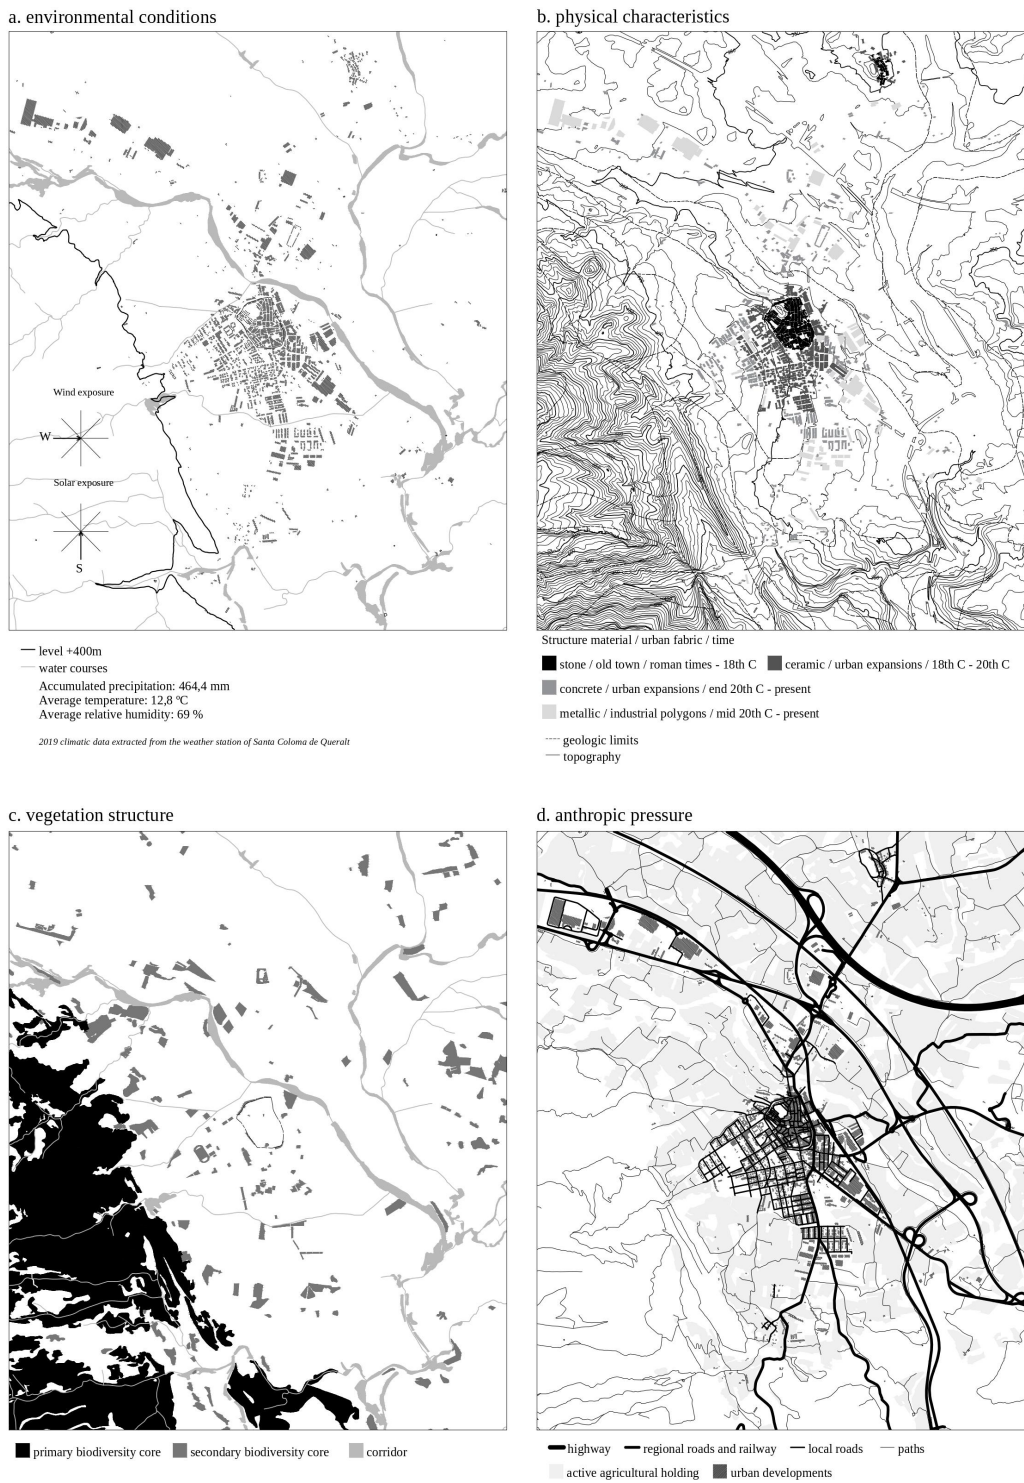 a. environmental conditions
b. physical characteristics
Wind exposure
W
Solar exposure
S
level +400m
water courses
Accumulated precipitation: 464,4 mm
Average temperature: 12,8 ºC
Average relative humidity: 69 %
2019 climatic data extracted from the weather station of Santa Coloma de Queralt
Structure material / urban fabric / time
stone / old town / roman times - 18th C
ceramic / urban expansions / 18th C - 20th C
concrete / urban expansions / end 20th C - present
metallic / industrial polygons / mid 20th C - present
geologic limits
topography
c. vegetation structure
d. anthropic pressure
primary biodiversity core
secondary biodiversity core
corridor
highway
regional roads and railway
local roads
paths
active agricultural holding
urban developments